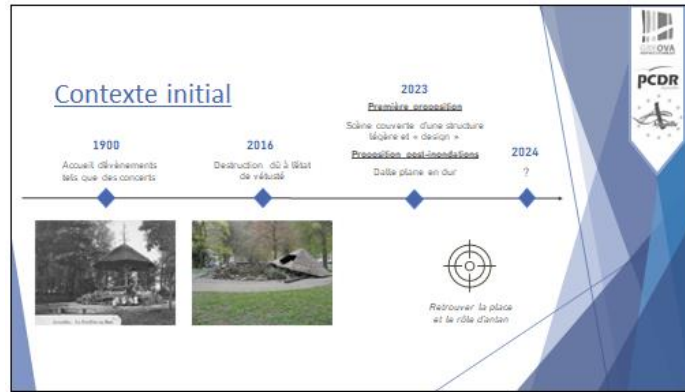 Contexte initial
1900
Accueil d'évènements
tels que des concerts
2016
Destruction dû à l'état
de vétusté
2023
Première proposition
Scène couverte d'une structure
légère et « design »
Proposition post-inondations
Dalle plane en dur
2024
?
Retrouver la place
et le rôle d'antan
PCDR